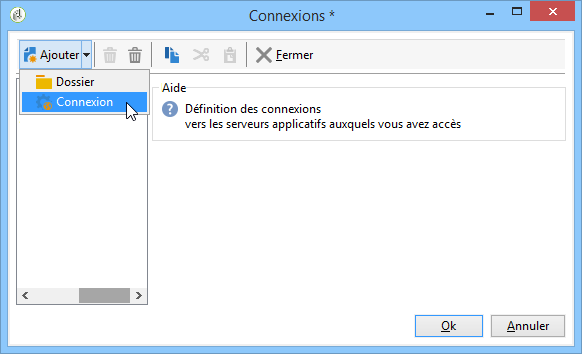 Connexions *
Ajouter
Fermer
Dossier
Connexion
Aide
Définition des connexions
vers les serveurs applicatifs auxquels vous avez accès
Ok
Annuler